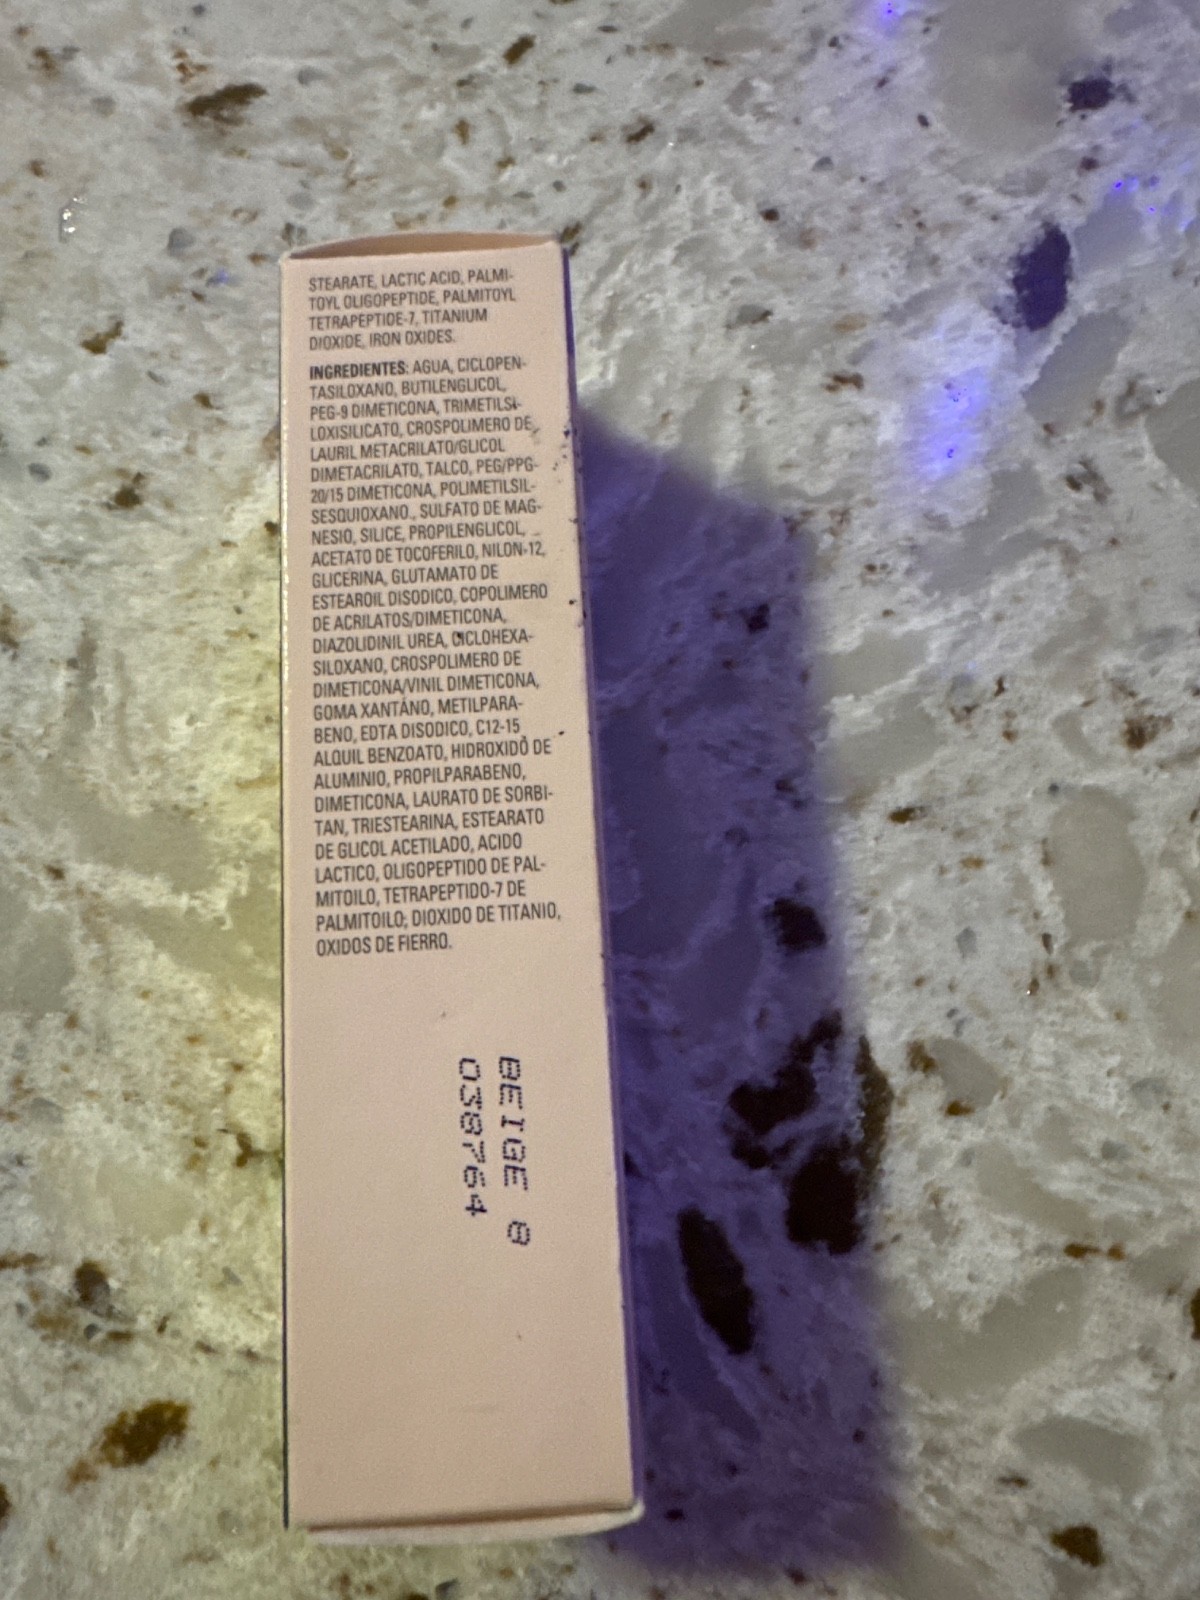 STEARATE, LACTIC ACID, PALMI-
TOYL OLIGOPEPTIDE, PALMITOYL
TETRAPEPTIDE-7, TITANIUM
DIOXIDE, IRON OXIDES.
INGREDIENTES: AGUA, CICLOPEN-
TASILOXANO, BUTILENGLICOL,
PEG-9 DIMETICONA, TRIMETILSI-
LOXISILICATO, CROSPOLIMERO DE
LAURIL METACRILATO/GLICOL
DIMETACRILATO, TALCO, PEG/PPG-
20/15 DIMETICONA, POLIMETILSIL-
SESQUIOXANO., SULFATO DE MAG-
NESIO, SILICE, PROPILENGLICOL,
ACETATO DE TOCOFERILO, NILON-12,
GLICERINA, GLUTAMATO DE
ESTEAROIL DISODICO, COPOLIMERO
DE ACRILATOS/DIMETICONA,
DIAZOLIDINIL UREA, CICLOHEXA-
SILOXANO, CROSPOLIMERO DE
DIMETICONA/VINIL DIMETICONA,
GOMA XANTANO, METILPARA-
BENO, EDTA DISODICO, C12-15
ALQUIL BENZOATO, HIDROXIDO DE
ALUMINIO, PROPILPARABENO,
DIMETICONA, LAURATO DE SORBI-
TAN, TRIESTEARINA, ESTEARATO
DE GLICOL ACETILADO, ACIDO
LACTICO, OLIGOPEPTIDO DE PAL-
MITOILO, TETRAPEPTIDO-7 DE
PALMITOILO; DIOXIDO DE TITANIO,
OXIDOS DE FIERRO.
BEIGE 8
038764